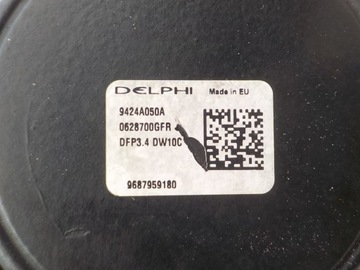 DELPHI Made in EU
9424A050A
0628700GFR
DFP3.4 DW10C
9687959180